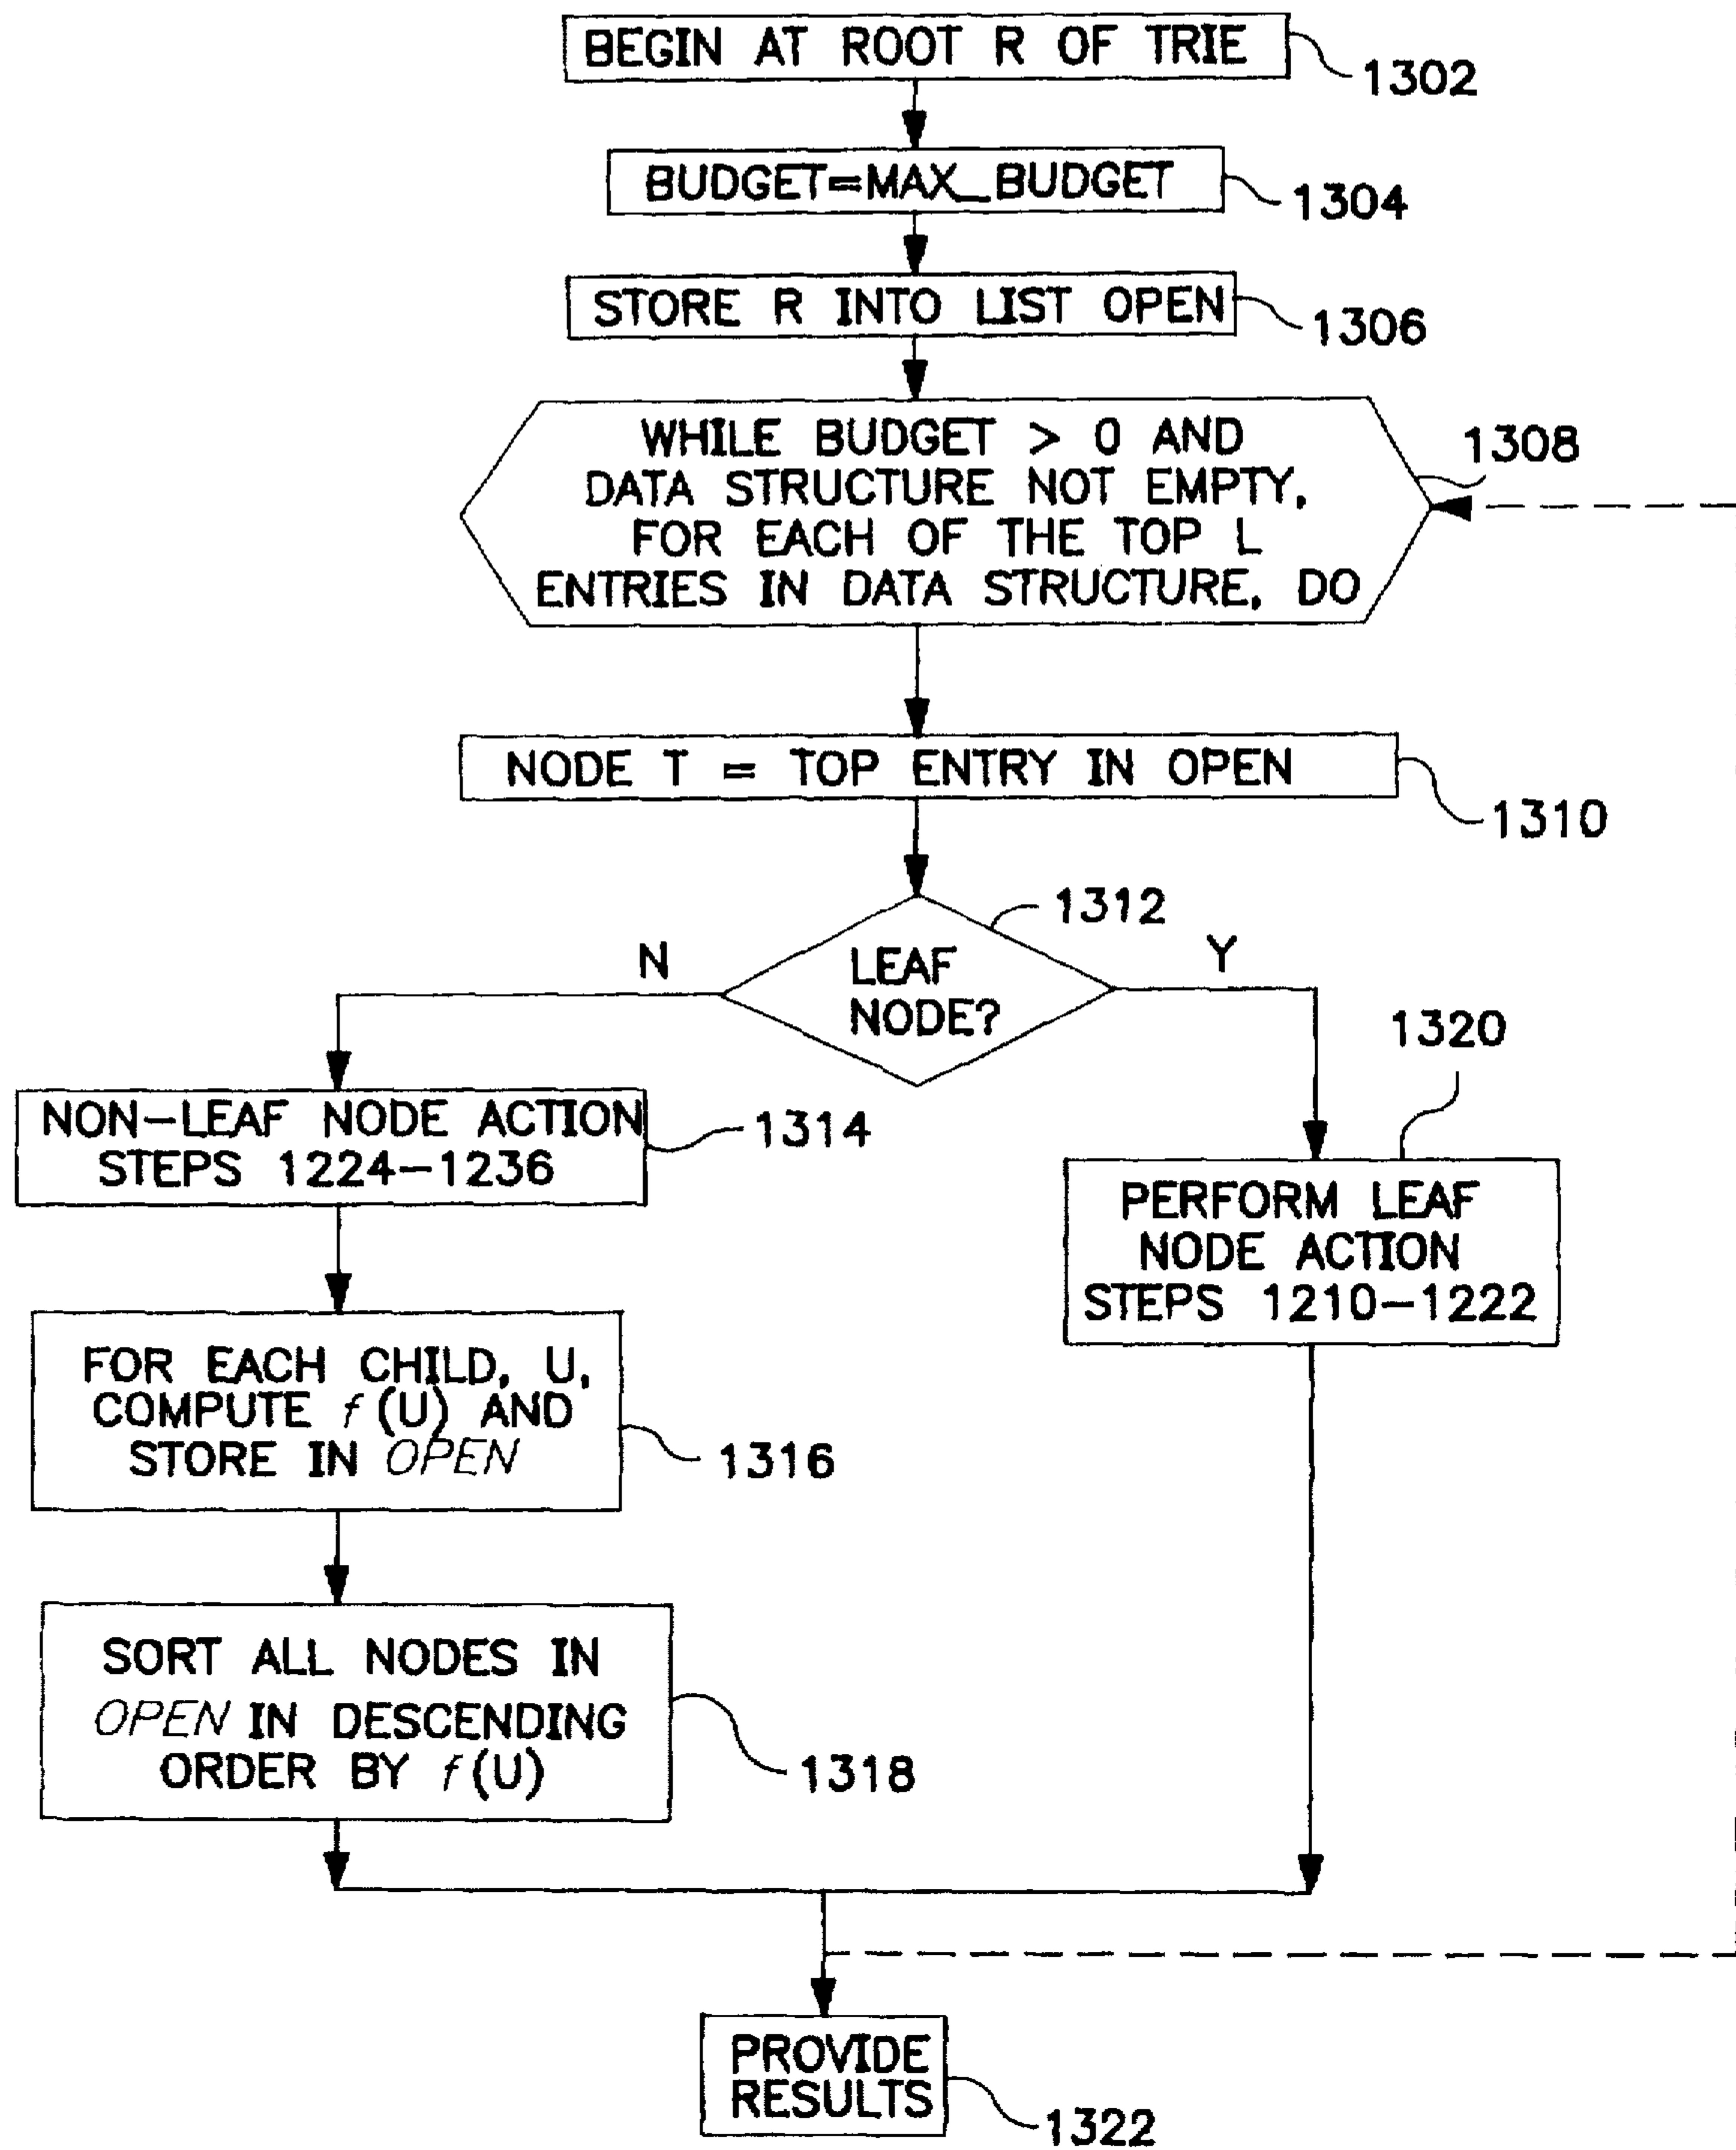 BEGIN AT ROOT R OF TRIE
1302
BUDGET=MAX_BUDGET
1304
STORE R INTO LIST OPEN
1306
WHILE BUDGET > 0 AND
DATA STRUCTURE NOT EMPTY,
FOR EACH OF THE TOP L
ENTRIES IN DATA STRUCTURE, DO
1308
NODE T = TOP ENTRY IN OPEN
1310
LEAF
NODE?
1312
N
Y
NON-LEAF NODE ACTION
STEPS 1224-1236
1314
1320
PERFORM LEAF
NODE ACTION
STEPS 1210-1222
FOR EACH CHILD, U,
COMPUTE f(U) AND
STORE IN OPEN
1316
SORT ALL NODES IN
OPEN IN DESCENDING
ORDER BY f(U)
1318
PROVIDE
RESULTS
1322